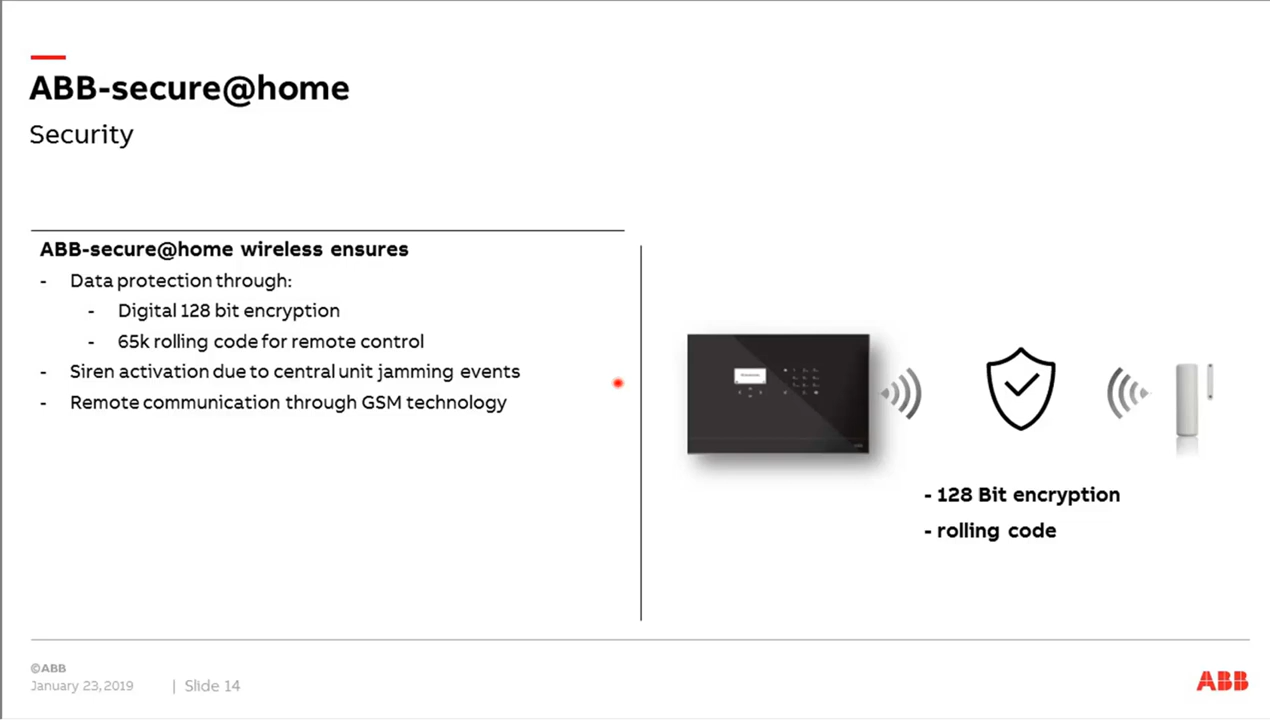 ABB-secure@home
Security
ABB-secure@home wireless ensures
- Data protection through:
- Digital 128 bit encryption
- 65k rolling code for remote control
- Siren activation due to central unit jamming events
- Remote communication through GSM technology
- 128 Bit encryption
- rolling code
©ABB
January 23, 2019 | Slide 14
ABB